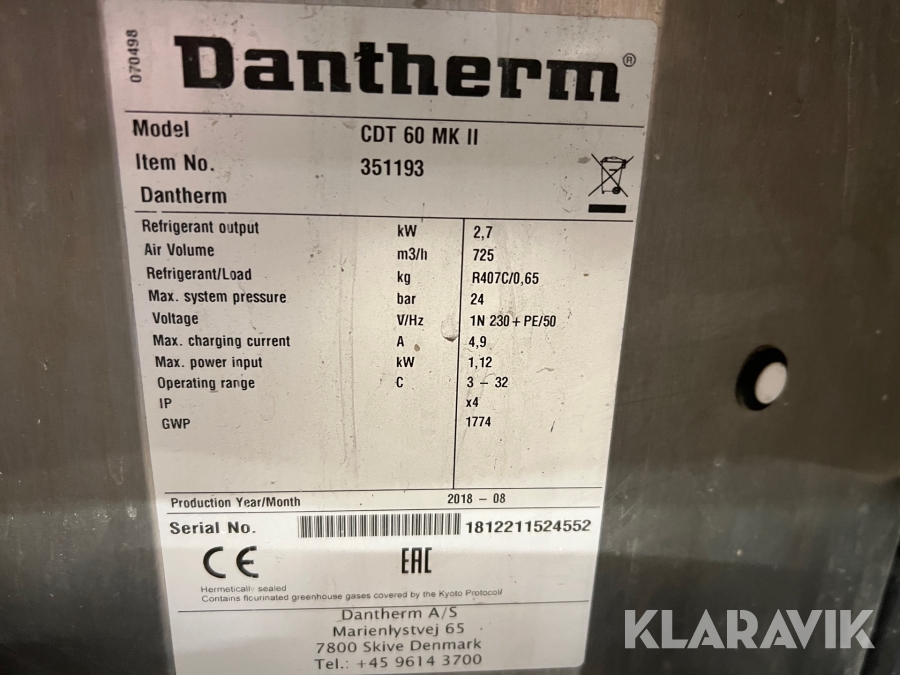 070498
Dantherm®
Model CDT 60 MK II
Item No. 351193
Dantherm
Refrigerant output kW 2,7
Air Volume m3/h 725
Refrigerant/Load kg R407C/0,65
Max. system pressure bar 24
Voltage V/Hz 1N 230 + PE/50
Max. charging current A 4,9
Max. power input kW 1,12
Operating range C 3 – 32
IP x4
GWP 1774
Production Year/Month 2018 – 08
Serial No. 1812211524552
CE EAC
Hermetically sealed
Contains flourinated greenhouse gases covered by the Kyoto Protocoll
Dantherm A/S
Marienlystvej 65
7800 Skive Denmark
Tel.: +45 9614 3700
KLARAVIK